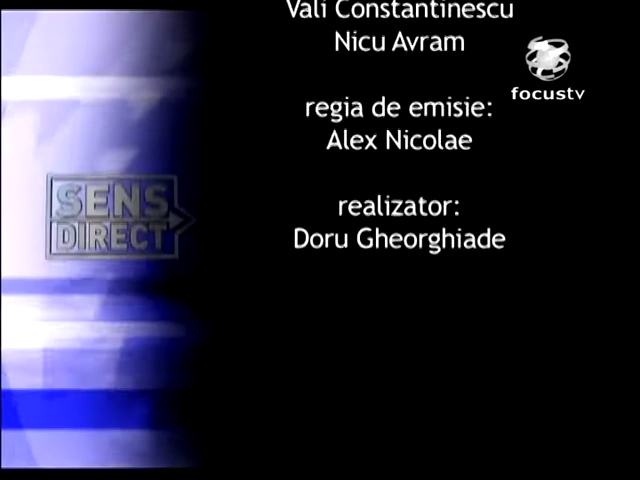 Vali Constantinescu
Nicu Avram
focustv
regia de emisie:
Alex Nicolae
SENS
DIRECT
realizator:
Doru Gheorghiade